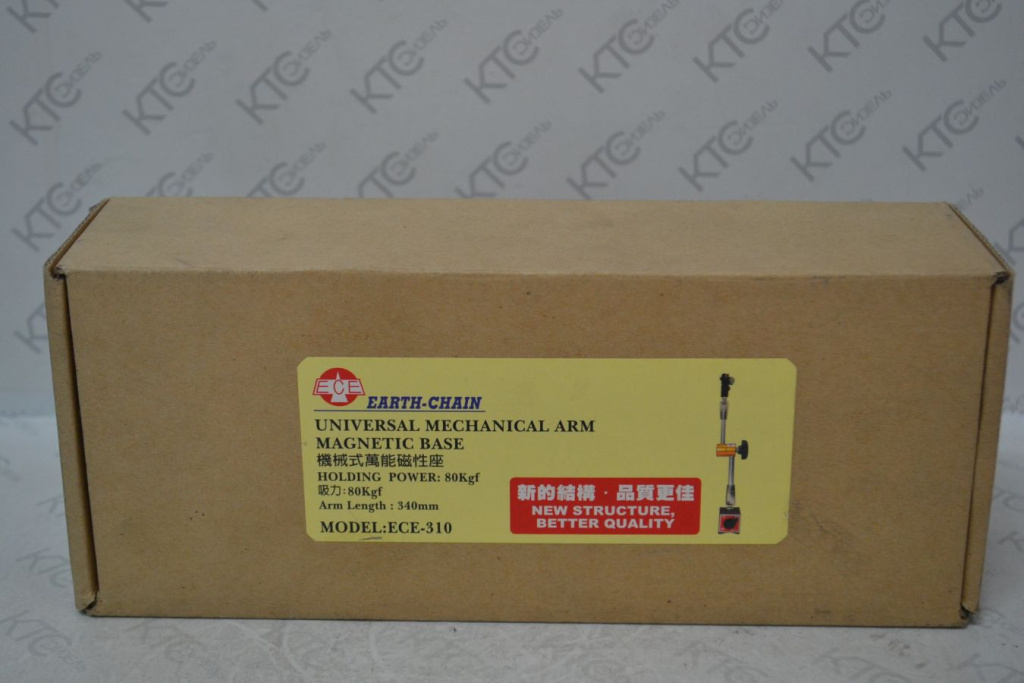 ECE
EARTH-CHAIN
UNIVERSAL MECHANICAL ARM
MAGNETIC BASE
機械式萬能磁性座
HOLDING POWER: 80Kgf
吸力:80Kgf
Arm Length : 340mm
MODEL:ECE-310
新的結構·品質更佳
NEW STRUCTURE,
BETTER QUALITY